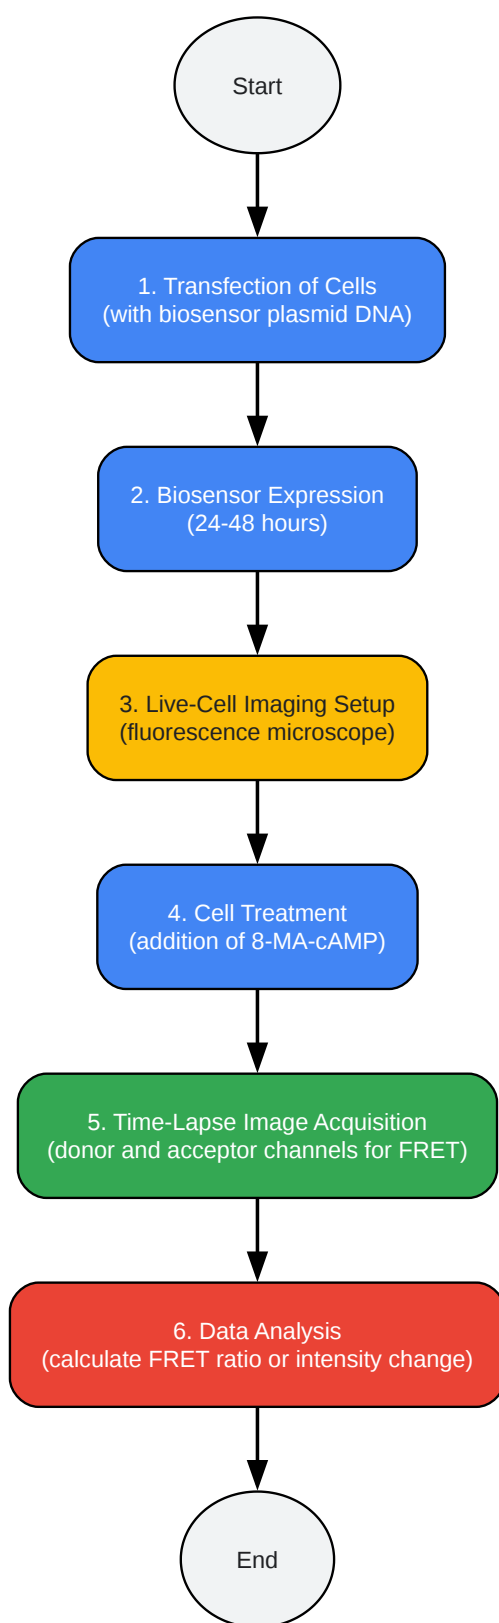 Start
1. Transfection of Cells
(with biosensor plasmid DNA)
2. Biosensor Expression
(24-48 hours)
3. Live-Cell Imaging Setup
(fluorescence microscope)
4. Cell Treatment
(addition of 8-MA-cAMP)
5. Time-Lapse Image Acquisition
(donor and acceptor channels for FRET)
6. Data Analysis
(calculate FRET ratio or intensity change)
End